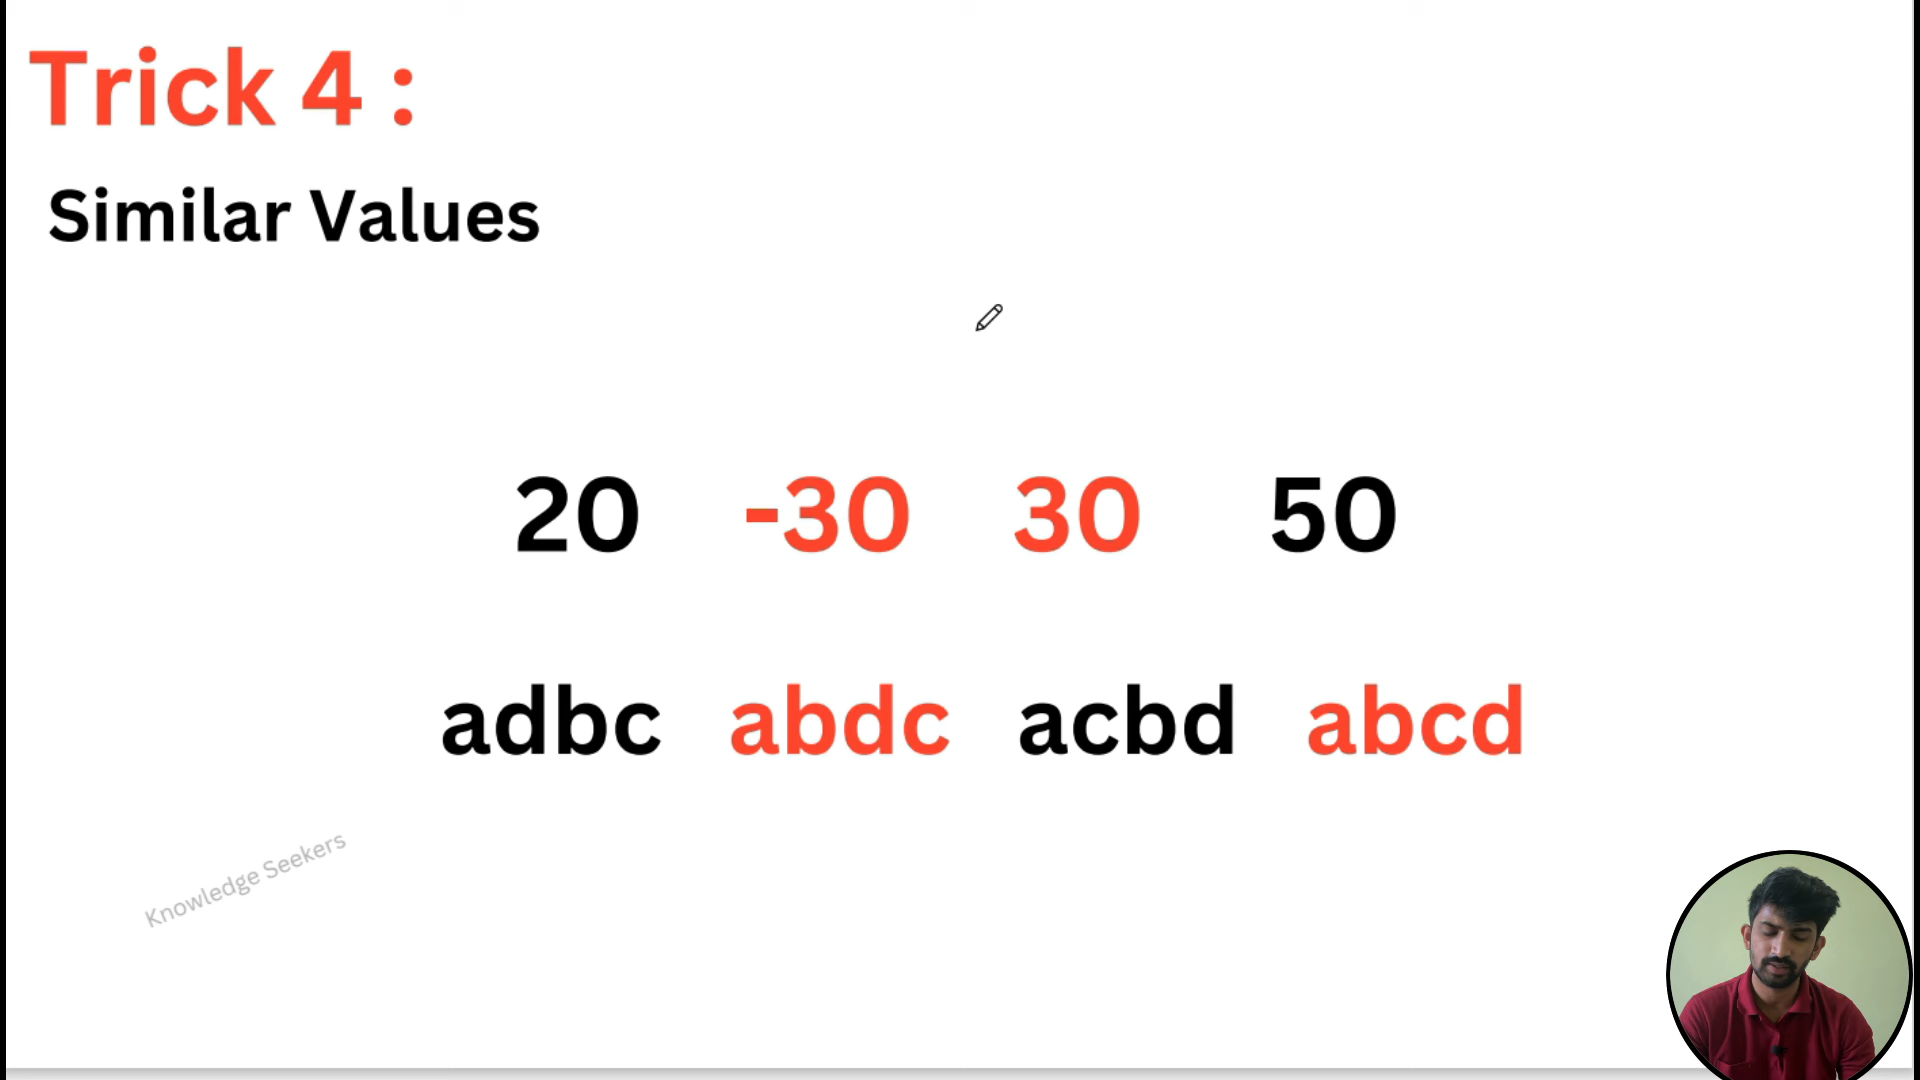 Trick 4 :
Similar Values
20 -30 30 50
adbc abdc acbd abcd
Knowledge Seekers